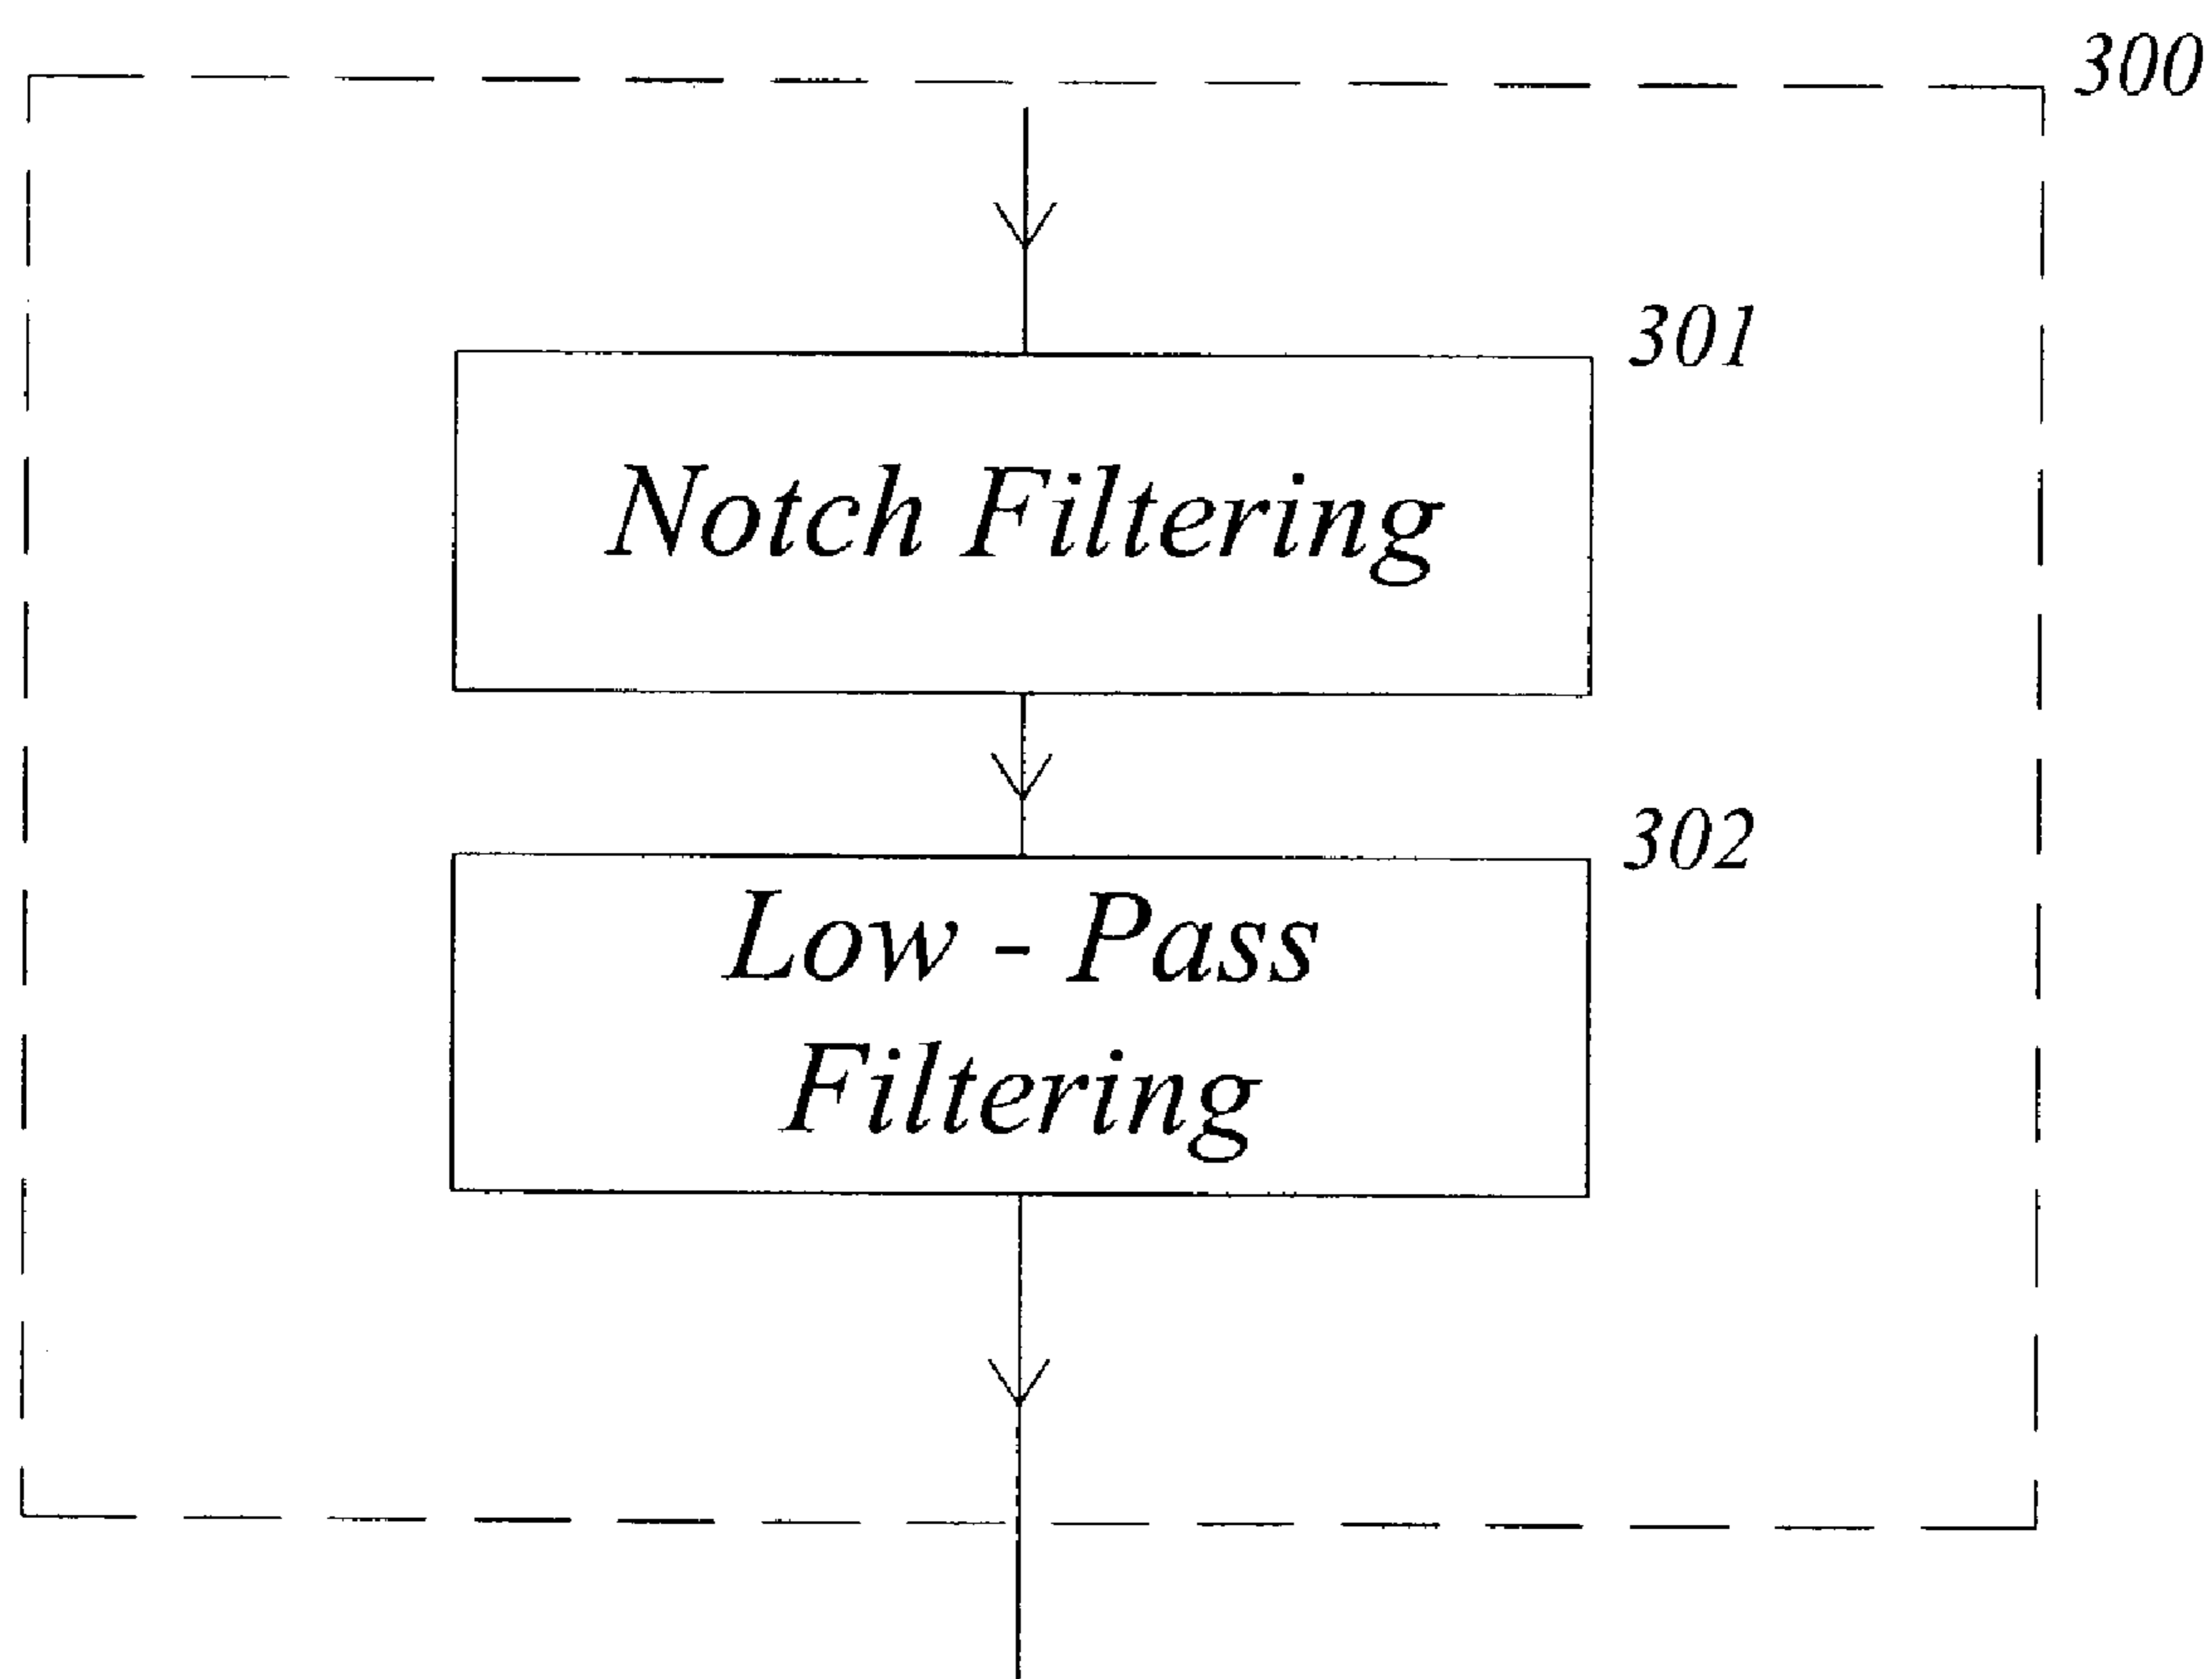 300
301
Notch Filtering
302
Low - Pass
Filtering